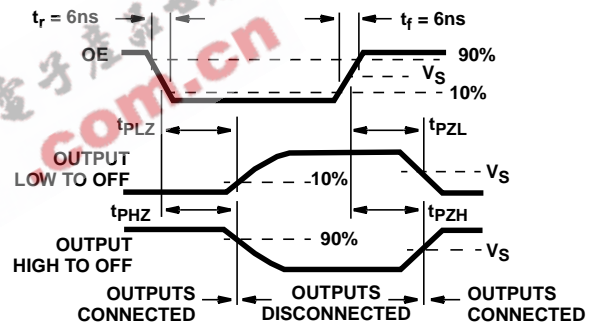 tr = 6ns
tf = 6ns
OE
90%
VS
10%
tPLZ
tPZL
OUTPUT
LOW TO OFF
10%
VS
tPHZ
tPZH
OUTPUT
HIGH TO OFF
90%
VS
OUTPUTS
CONNECTED
OUTPUTS
DISCONNECTED
OUTPUTS
CONNECTED
.com.cn